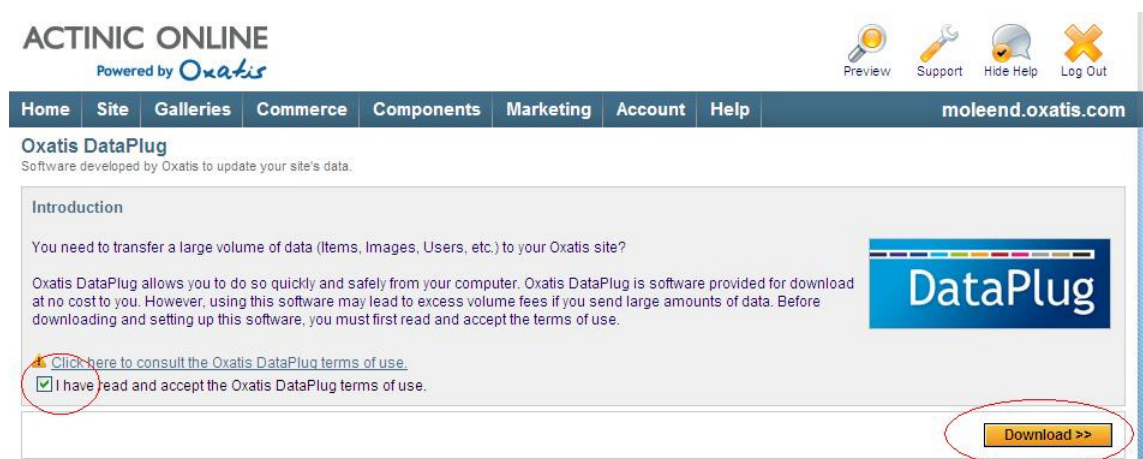 ACTINIC ONLINE
Powered by Oxatis
Preview Support Hide Help Log Out
Home Site Galleries Commerce Components Marketing Account Help moleend.oxatis.com
Oxatis DataPlug
Software developed by Oxatis to update your site's data.
Introduction
You need to transfer a large volume of data (Items, Images, Users, etc.) to your Oxatis site?
Oxatis DataPlug allows you to do so quickly and safely from your computer. Oxatis DataPlug is software provided for download
at no cost to you. However, using this software may lead to excess volume fees if you send large amounts of data. Before
downloading and setting up this software, you must first read and accept the terms of use.
DataPlug
Click here to consult the Oxatis DataPlug terms of use.
I have read and accept the Oxatis DataPlug terms of use.
Download >>